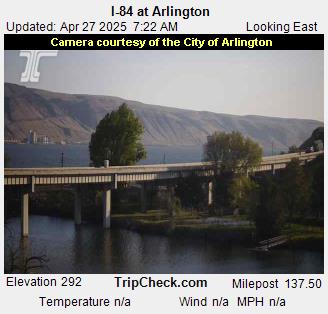 I-84 at Arlington
Updated: Apr 27 2025 7:22 AM Looking East
Camera courtesy of the City of Arlington
Elevation 292 TripCheck.com Milepost 137.50
Temperature n/a Wind n/a MPH n/a